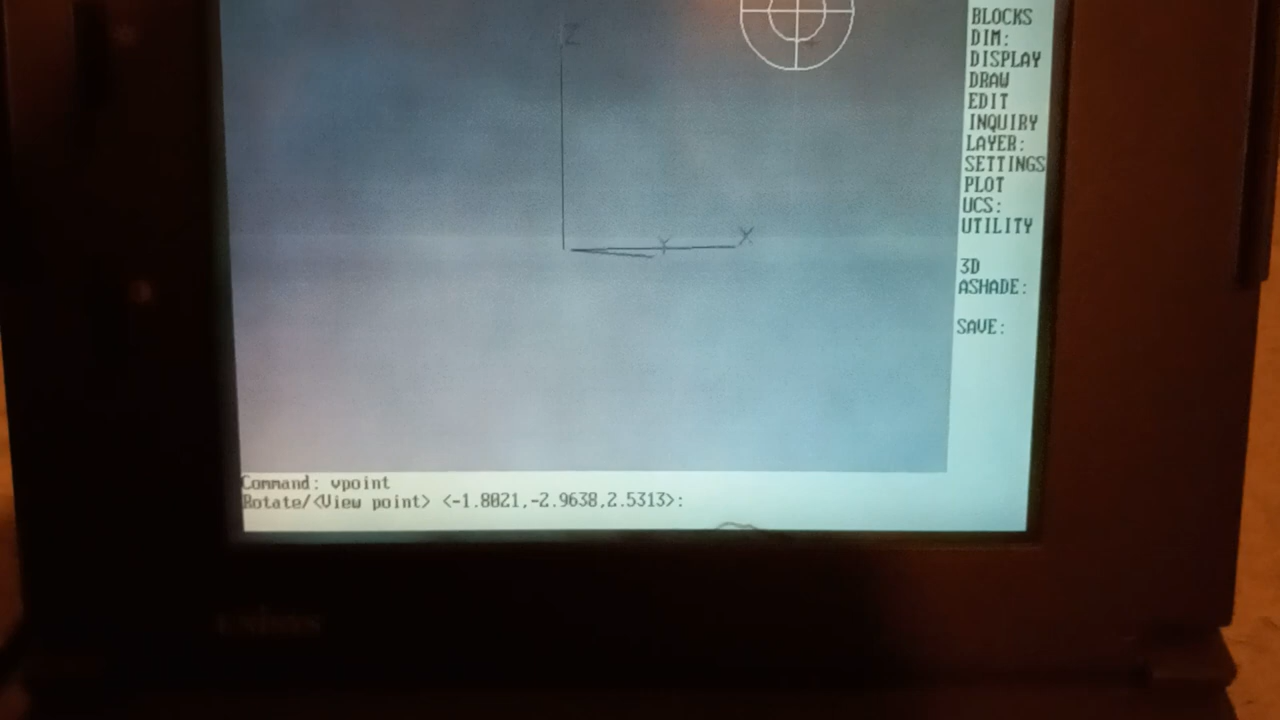 BLOCKS
DIM:
DISPLAY
DRAW
EDIT
INQUIRY
LAYER:
SETTINGS
PLOT
UCS:
UTILITY
3D
ASHADE:
SAVE:
Z
Y
X
Command: vpoint
Rotate/<View point> <-1.8021,-2.9638,2.5313>: